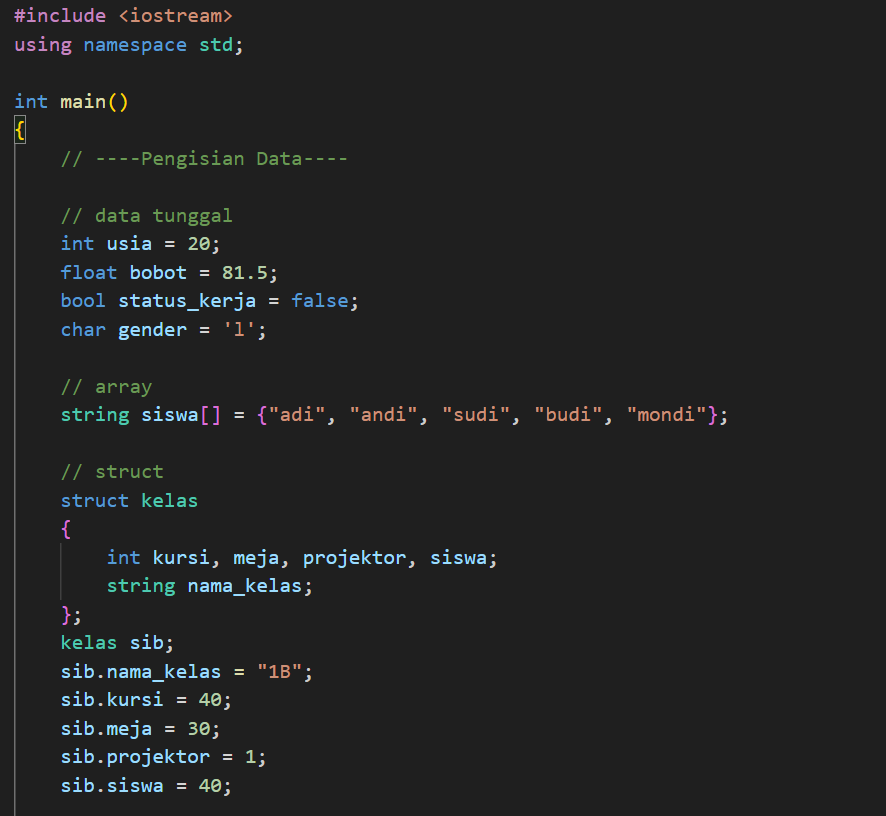 #include <iostream>
using namespace std;
int main()
{
// ----Pengisian Data----
// data tunggal
int usia = 20;
float bobot = 81.5;
bool status_kerja = false;
char gender = 'l';
// array
string siswa[] = {"adi", "andi", "sudi", "budi", "mondi"};
// struct
struct kelas
{
int kursi, meja, projektor, siswa;
string nama_kelas;
};
kelas sib;
sib.nama_kelas = "1B";
sib.kursi = 40;
sib.meja = 30;
sib.projektor = 1;
sib.siswa = 40;